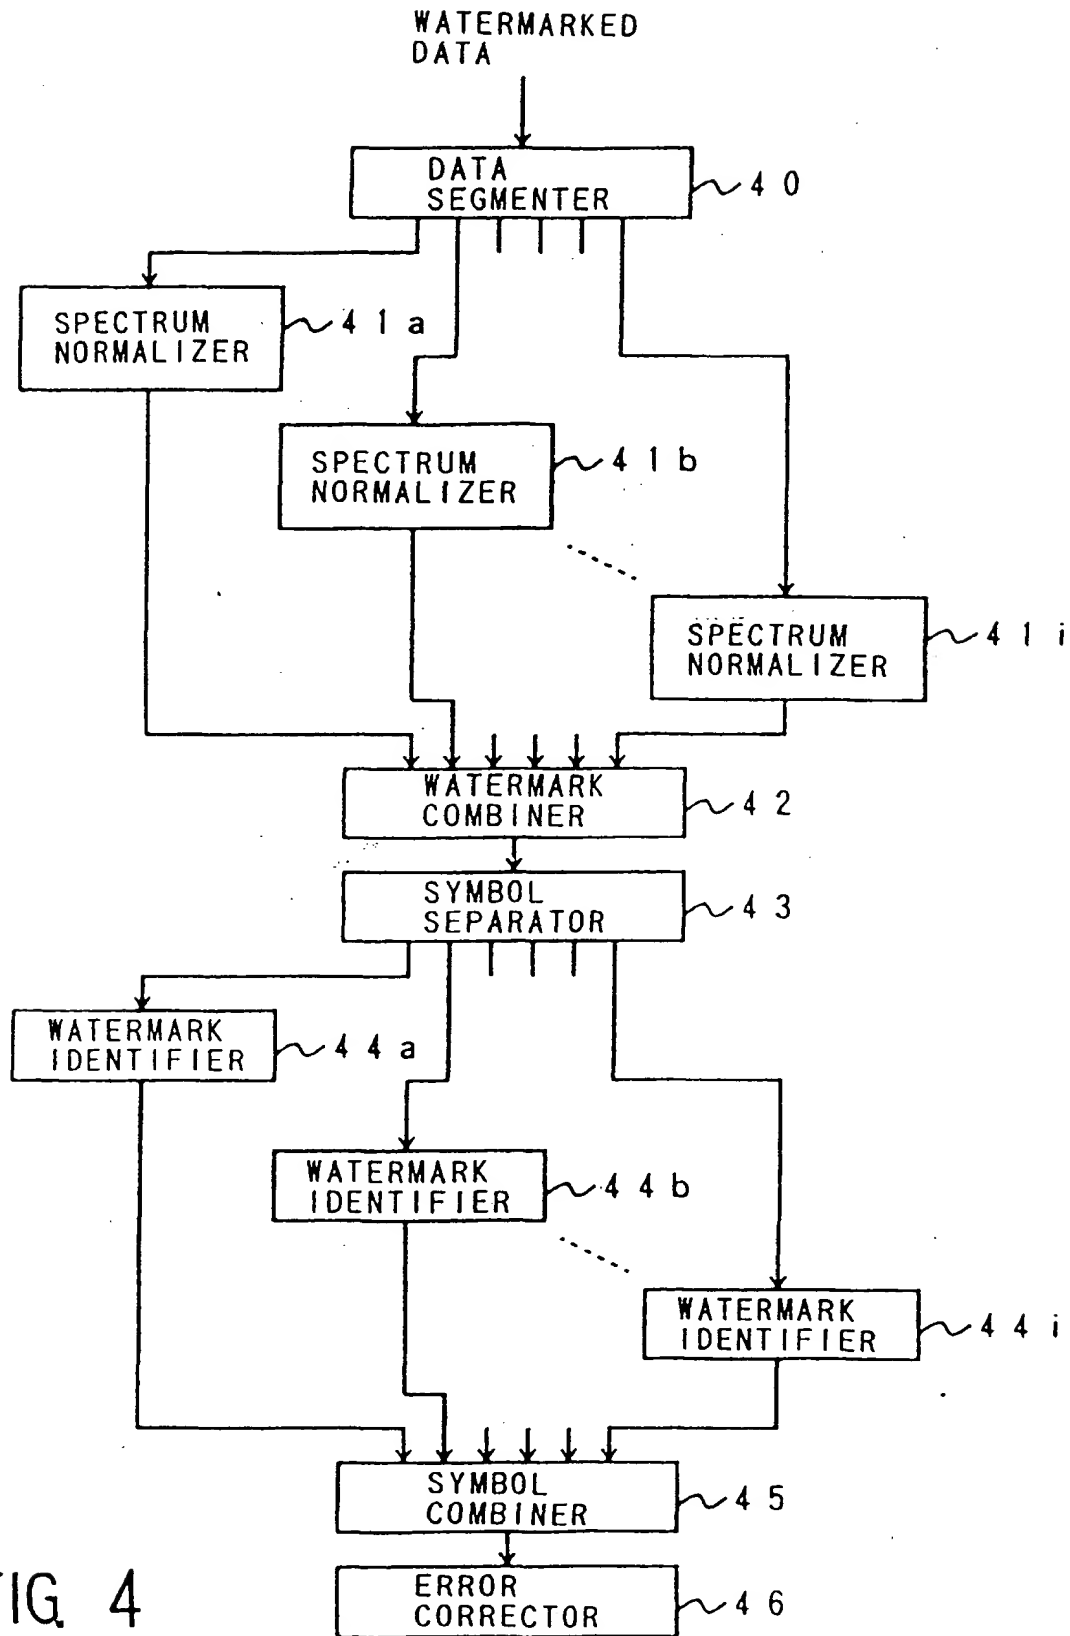 WATERMARKED
DATA
DATA
SEGMENTER
40
SPECTRUM
NORMALIZER
41a
SPECTRUM
NORMALIZER
41b
SPECTRUM
NORMALIZER
41i
WATERMARK
COMBINER
42
SYMBOL
SEPARATOR
43
WATERMARK
IDENTIFIER
44a
WATERMARK
IDENTIFIER
44b
WATERMARK
IDENTIFIER
44i
SYMBOL
COMBINER
45
ERROR
CORRECTOR
46
FIG. 4